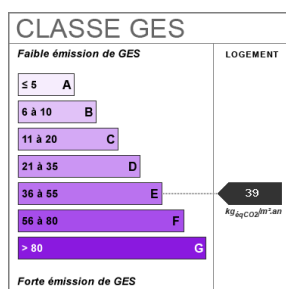 CLASSE GES
Faible émission de GES
LOGEMENT
≤ 5 A
6 à 10 B
11 à 20 C
21 à 35 D
36 à 55 E
39
kgéqCO2/m².an
56 à 80 F
> 80 G
Forte émission de GES